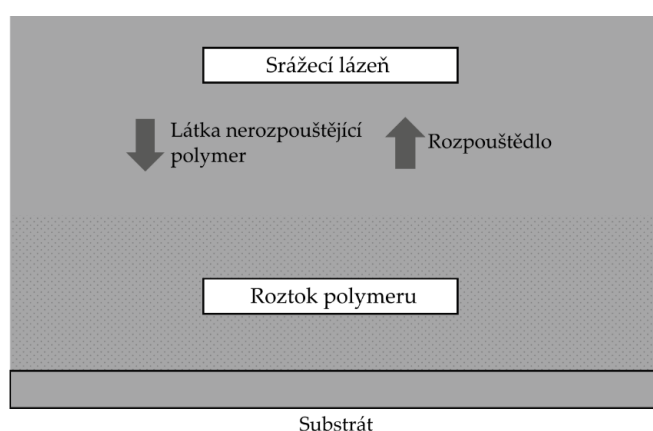 Srážecí lázeň
Látka nerozpouštějící
polymer
Rozpouštědlo
Roztok polymeru
Substrát